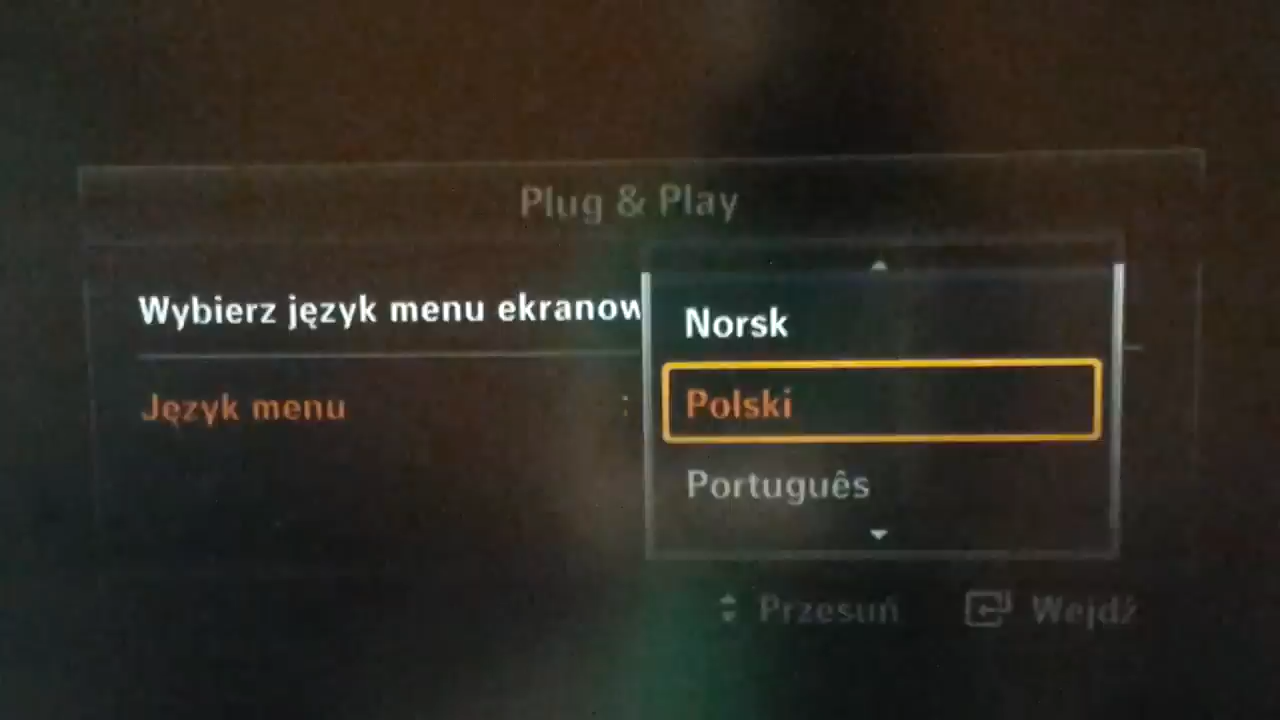 Plug & Play
Wybierz język menu ekranow
Język menu :
Norsk
Polski
Português
Przesuń Wejdź